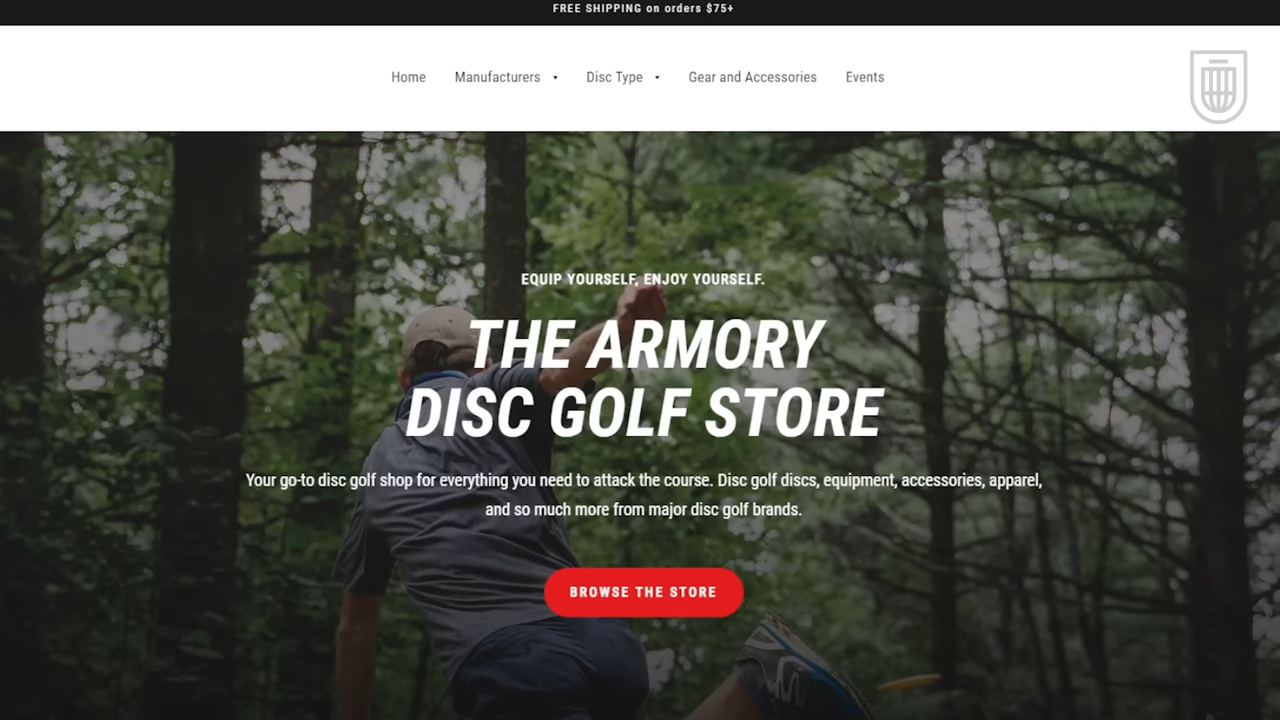 FREE SHIPPING on orders $75+
Home Manufacturers Disc Type Gear and Accessories Events
EQUIP YOURSELF, ENJOY YOURSELF.
THE ARMORY
DISC GOLF STORE
Your go-to disc golf shop for everything you need to attack the course. Disc golf discs, equipment, accessories, apparel,
and so much more from major disc golf brands.
BROWSE THE STORE